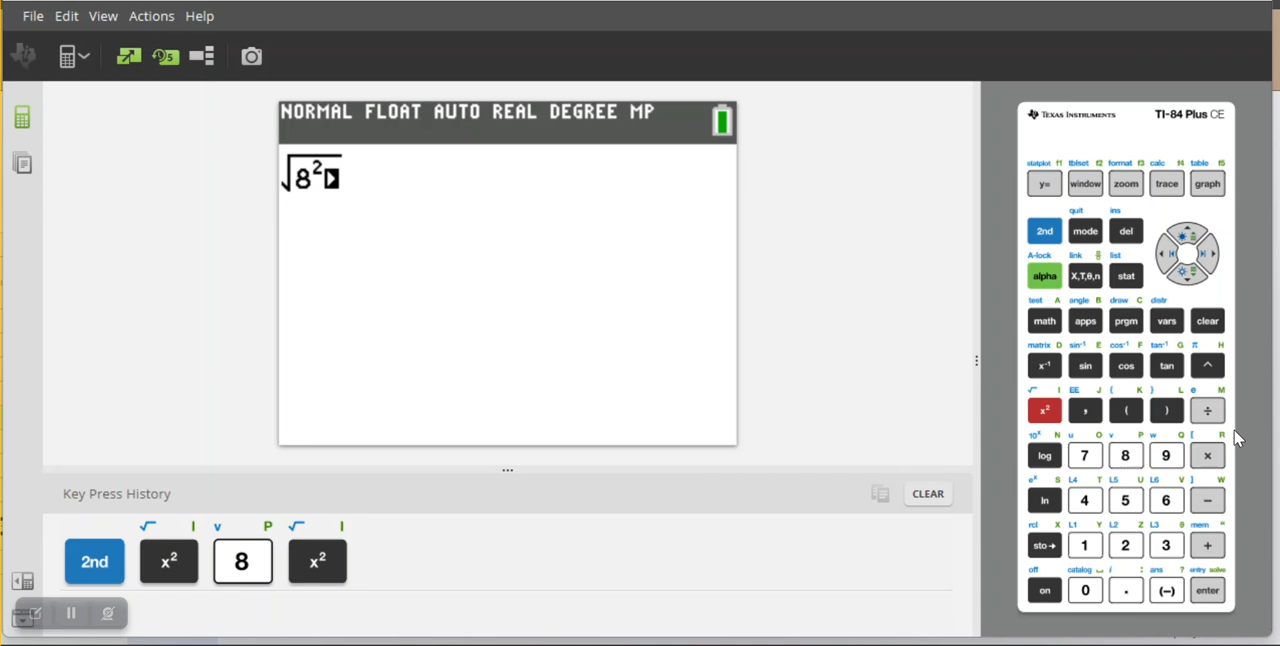 File Edit View Actions Help
NORMAL FLOAT AUTO REAL DEGREE MP
√8²
TEXAS INSTRUMENTS TI-84 Plus CE
statplot f1 tblset f2 format f3 calc f4 table f5
y= window zoom trace graph
quit ins
2nd mode del
A-lock link list
alpha X,T,θ,n stat
test A angle B draw C distr
math apps prgm vars clear
matrix D sin⁻¹ E cos⁻¹ F tan⁻¹ G π H
x⁻¹ sin cos tan ^
√ I EE J { K } L e M
x² , ( ) ÷
10ˣ N u O v P w Q [ R
log 7 8 9 ×
eˣ S L4 T L5 U L6 V ] W
ln 4 5 6 −
rcl X L1 Y L2 Z L3 θ mem "
sto→ 1 2 3 +
off catalog i : ans ? entry solve
on 0 . (−) enter
Key Press History CLEAR
√ I v P √ I
2nd x² 8 x²